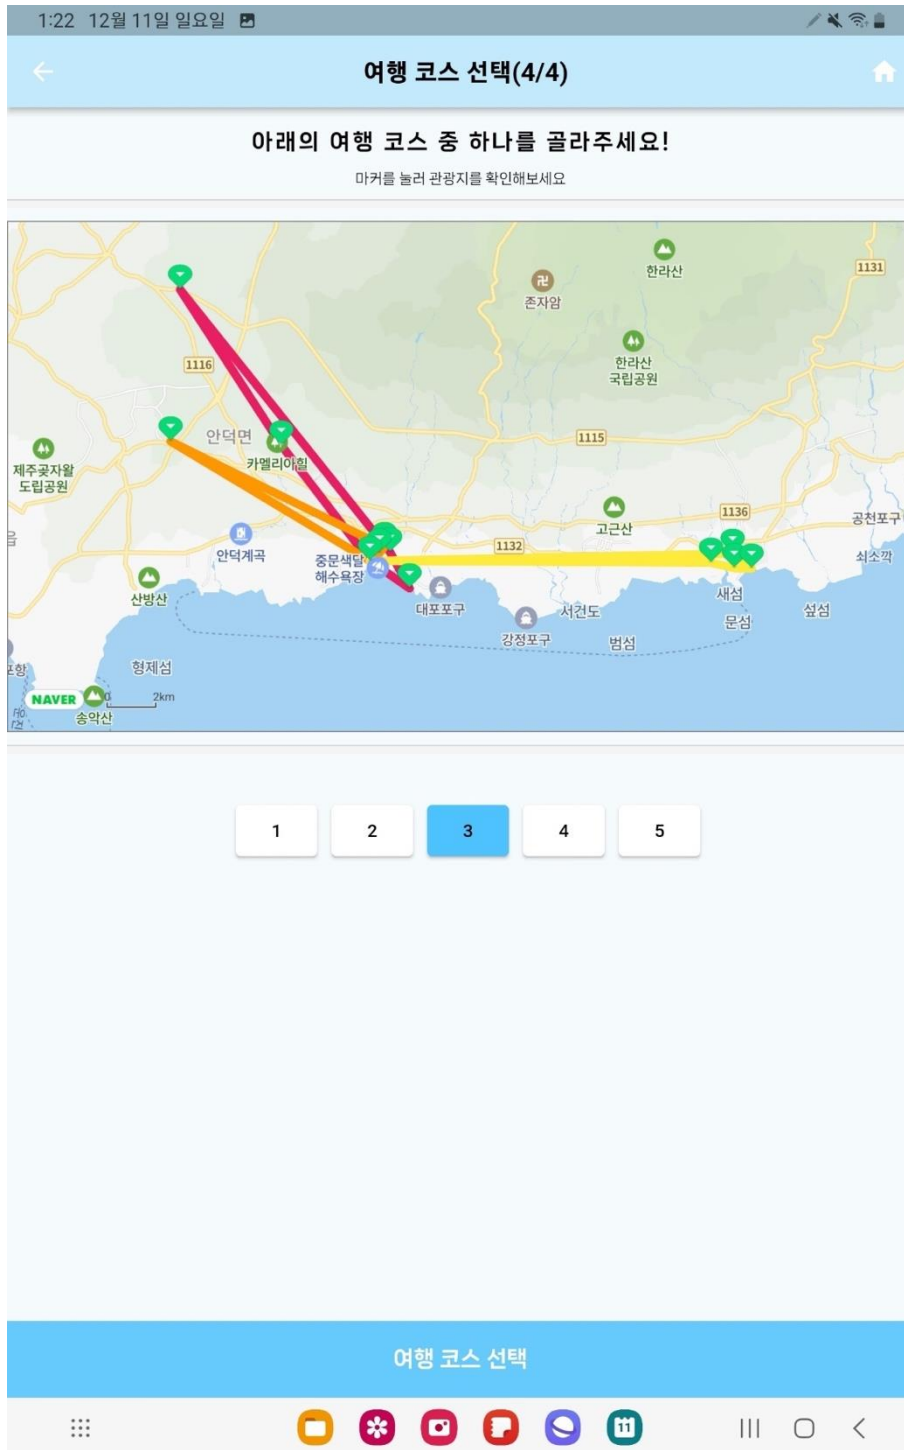 1:22 12월 11일 일요일
여행 코스 선택(4/4)
아래의 여행 코스 중 하나를 골라주세요!
마커를 눌러 관광지를 확인해보세요
한라산
1131
존자암
한라산
국립공원
1116
안덕면
1115
카멜리아힐
제주곶자왈
도립공원
고근산
1136
공천포구
안덕계곡
중문색달
해수욕장
1132
쇠소깍
산방산
대포포구
서건도
새섬
섶섬
강정포구
범섬
문섬
포항
형제섬
NAVER
2km
송악산
1
2
3
4
5
여행 코스 선택
11